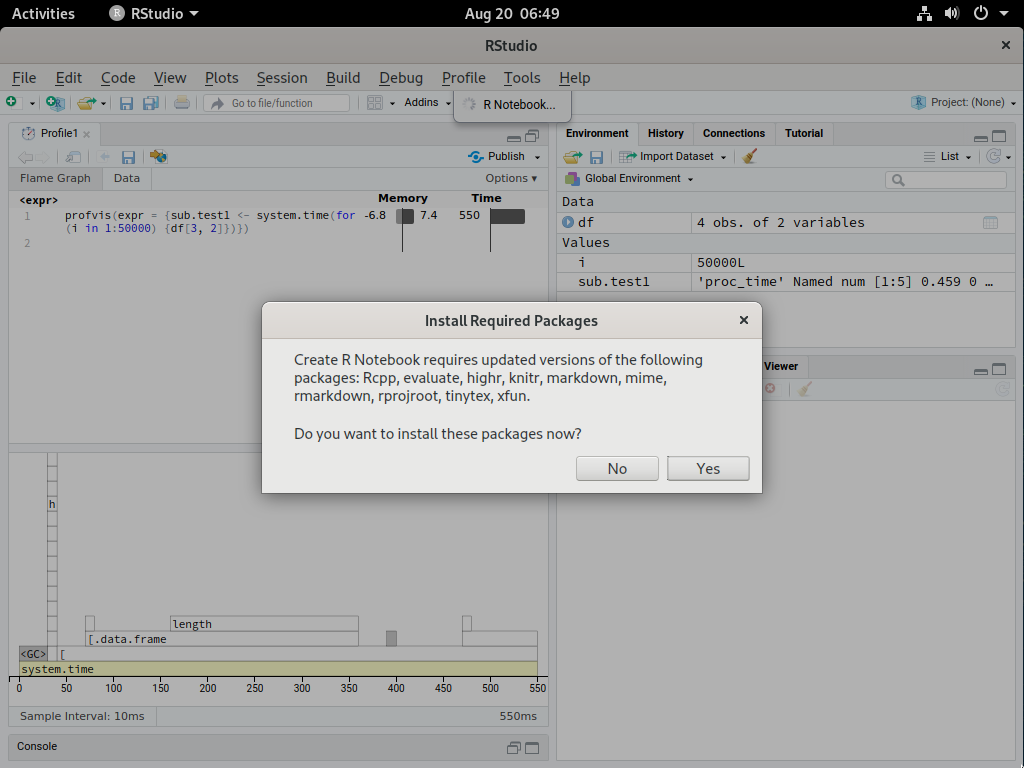 Activities
RStudio
Aug 20 06:49
RStudio
File Edit Code View Plots Session Build Debug Profile Tools Help
Go to file/function
Addins
R Notebook...
Project: (None)
Profile1
Publish
Flame Graph
Data
Options
<expr>
Memory
Time
1 profvis(expr = {sub.test1 <- system.time(for -6.8 7.4 550
(i in 1:50000) {df[3, 2]})})
2
Environment
History
Connections
Tutorial
Import Dataset
List
Global Environment
Data
df 4 obs. of 2 variables
Values
i 50000L
sub.test1 'proc_time' Named num [1:5] 0.459 0 …
Install Required Packages
Create R Notebook requires updated versions of the following
packages: Rcpp, evaluate, highr, knitr, markdown, mime,
rmarkdown, rprojroot, tinytex, xfun.
Do you want to install these packages now?
No
Yes
Viewer
h
length
[.data.frame
<GC>
[
system.time
0 50 100 150 200 250 300 350 400 450 500 550
Sample Interval: 10ms
550ms
Console